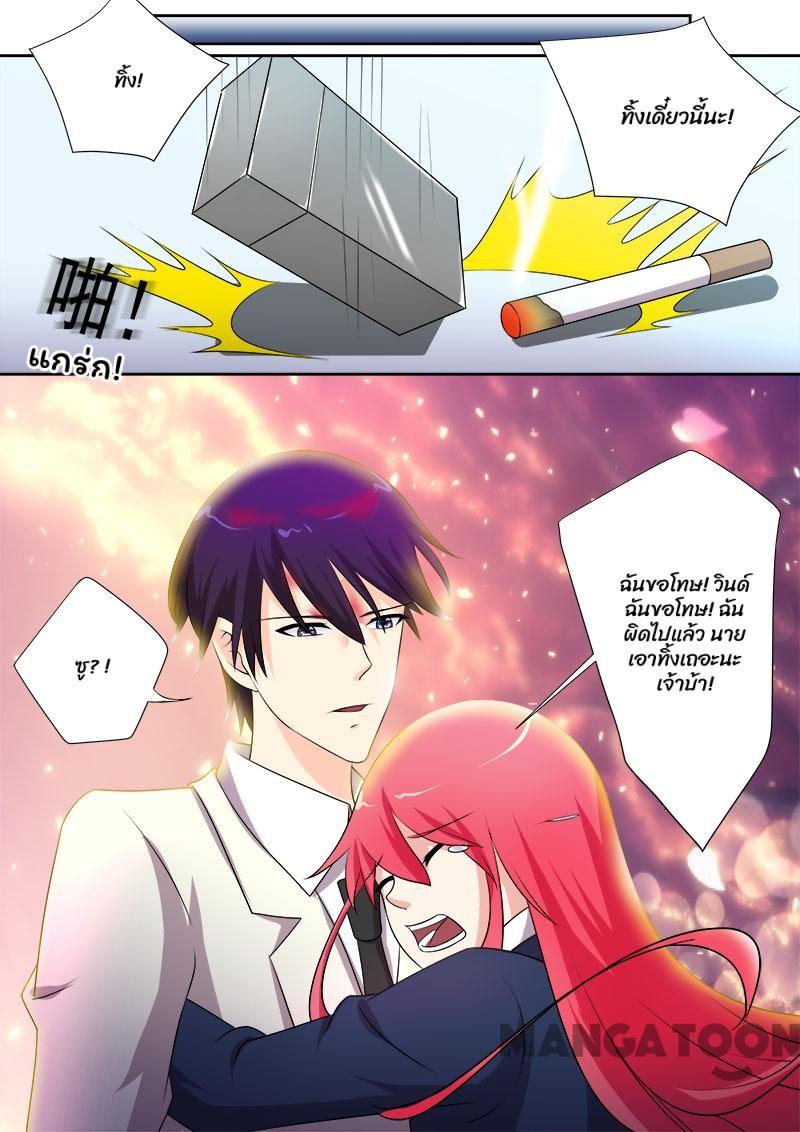 ทิ้ง!
ทิ้งเดี๋ยวนี้นะ!
啪!
แกร่ก!
ฉันขอโทษ! วินด์
ฉันขอโทษ! ฉัน
ผิดไปแล้ว นาย
เอาทิ้งเถอะนะ
เจ้าบ้า!
ซู? !
MANGATOON